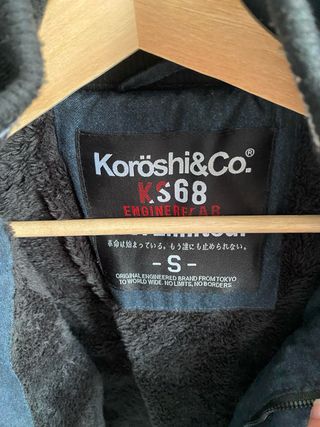 Koröshi&Co.®
KS68
革命は始まっている。もう誰にも止められない。
-S-
ORIGINAL ENGINEERED BRAND FROM TOKYO
TO WORLD WIDE. NO LIMITS, NO BORDERS